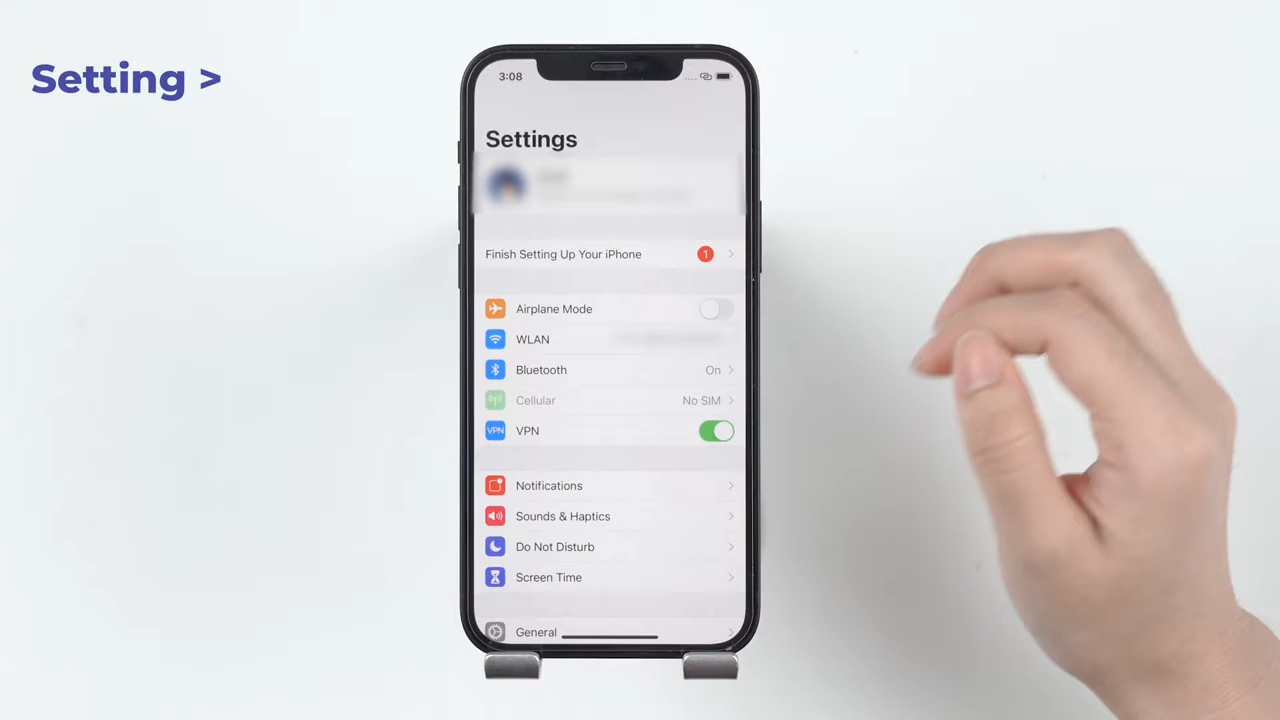 Setting >
3:08
Settings
Finish Setting Up Your iPhone 1
Airplane Mode
WLAN
Bluetooth On
Cellular No SIM
VPN VPN
Notifications
Sounds & Haptics
Do Not Disturb
Screen Time
General